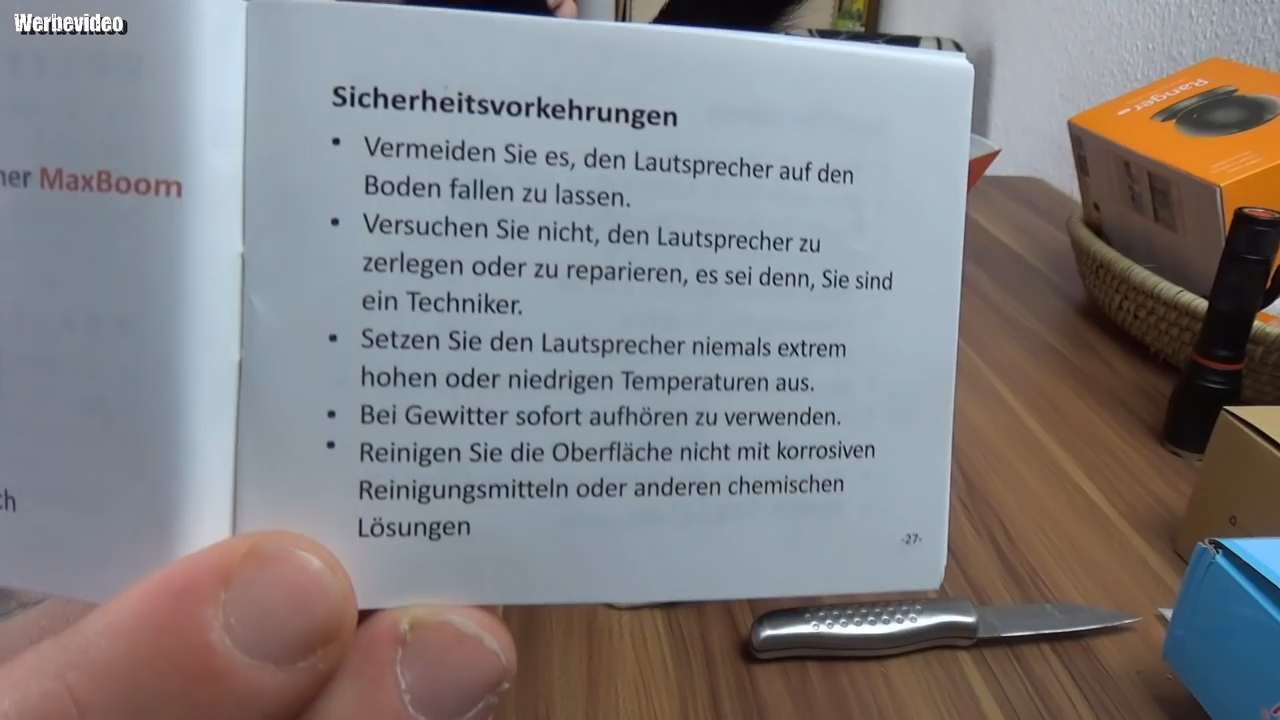 Werbevideo
ner MaxBoom
ch
Sicherheitsvorkehrungen
• Vermeiden Sie es, den Lautsprecher auf den
Boden fallen zu lassen.
• Versuchen Sie nicht, den Lautsprecher zu
zerlegen oder zu reparieren, es sei denn, Sie sind
ein Techniker.
• Setzen Sie den Lautsprecher niemals extrem
hohen oder niedrigen Temperaturen aus.
• Bei Gewitter sofort aufhören zu verwenden.
• Reinigen Sie die Oberfläche nicht mit korrosiven
Reinigungsmitteln oder anderen chemischen
Lösungen
-27-
Ranger